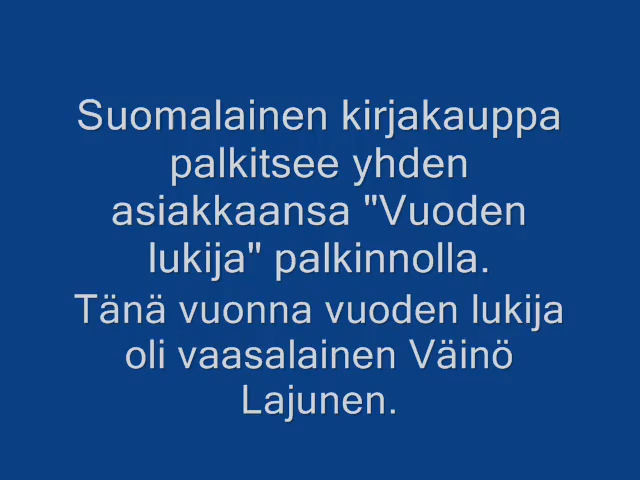 Suomalainen kirjakauppa
palkitsee yhden
asiakkaansa "Vuoden
lukija" palkinnolla.
Tänä vuonna vuoden lukija
oli vaasalainen Väinö
Lajunen.